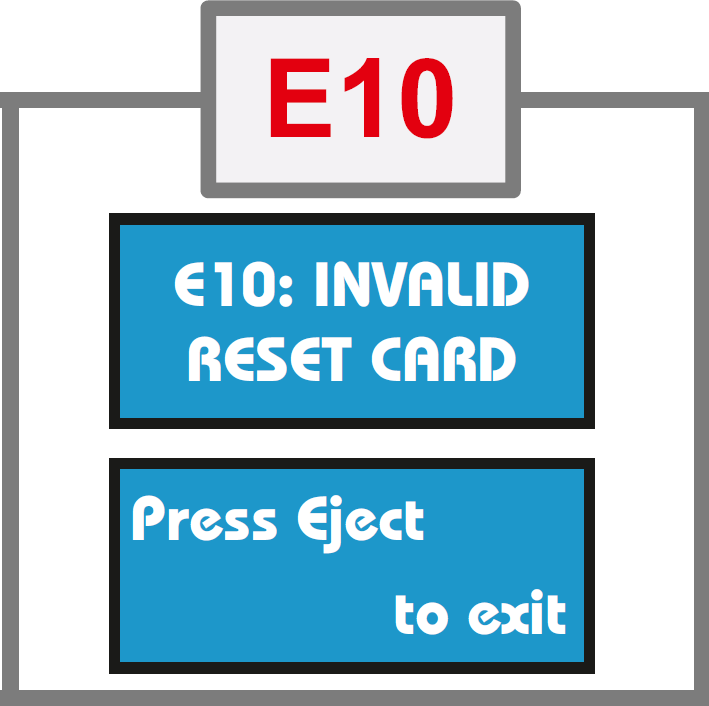 E10
E10: INVALID
RESET CARD
Press Eject
to exit